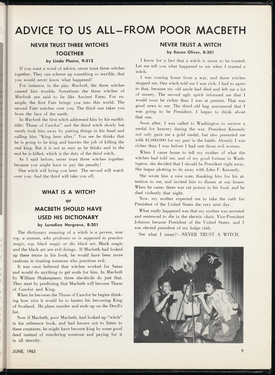 ADVICE TO US ALL—FROM POOR MACBETH
NEVER TRUST THREE WITCHES
TOGETHER
by Linda Phaire, 9-212
If you want a word of advice, never trust three witches
together. They can scheme up something so terrible, that
you would never know what happened!
For instance, in the play, Macbeth, the three witches
caused him trouble. Sometimes the three witches of
Macbeth are said to be like Ancient Fates. For ex-
ample, the first Fate brings you into this world. The
second Fate watches over you. The third one takes you
from the face of the earth.
In Macbeth the first witch addressed him by his earthly
title: Thane of Cawdor and the third witch slowly but
surely took him away by putting things in his head and
calling him "King here after." You see he thinks that
he is going to be king and hurries the job of killing the
real king. But it is not as easy as he thinks and in the
end he is killed, which is the duty of the third witch.
As I said before, never trust three witches together
because you might have to pay the penalty!
One witch will bring you here. The second will watch
over you. And the third will take you off.
WHAT IS A WITCH?
or
MACBETH SHOULD HAVE
USED HIS DICTIONARY
by Loradine Hargrove, 8-301
The dictionary meaning of a witch is a person, now
esp. a woman, who practices or is supposed to practice
magic, esp. black magic or the black art. Black magic
and the black art are evil doings. If Macbeth had looked
up these terms in his book, he would have been more
cautious in trusting someone who practices evil.
It was once believed that witches worked for Satan
and would do anything to get souls for him. In Macbeth
by William Shakespeare, three she-devils do just that.
They start by predicting that Macbeth will become Thane
of Cawdor and King.
When he becomes the Thane of Cawdor he begins think-
ing how nice it would be to hasten his becoming King
of Scotland. He plans murder and ends up on the Devil's
list.
Now if Macbeth, poor Macbeth, had looked up "witch"
in his reference book, and had known not to listen to
these creatures, he might have become king by some good
deed instead of murdering someone and paying for it
in all eternity.
NEVER TRUST A WITCH
by Karen Oliver, 8-301
I know for a fact that a witch is never to be trusted.
Let me tell you what happened to me when I trusted a
witch.
I was coming home from a war, and three witches
stopped me. One witch told me I was rich. I had to agree
to that, because my old uncle had died and left me a lot
of money. The second ugly spirit informed me that I
would soon be richer than I was at present. That was
good news to me. The third old hag announced that I
was going to be President. I began to think about
that one.
Soon after, I was called to Washington to receive a
medal for bravery during the war. President Kennedy
not only gave me a gold medal, but also presented me
with $1,000,000 for my part in the battle. Already I was
richer than I was before I had met those evil women.
When I came home to tell my mother of what the
witches had told me, and of my good fortune in Wash-
ington, she decided that I should be President right away.
She began plotting to do away with John F. Kennedy.
She wrote him a nice note, thanking him for his at-
tention to me, and invited him to dinner at our house.
When he came, there was rat poison in his food, and he
died violently that night.
Now, my mother expected me to take the oath for
President of the United States the very next day.
What really happened was that my mother was arrested
and sentenced to die in the electric chair, Vice-President
Johnson became President of the United States, and I
was elected president of my lodge club.
See what I mean? —NEVER TRUST A WITCH.
JUNE, 1963
9